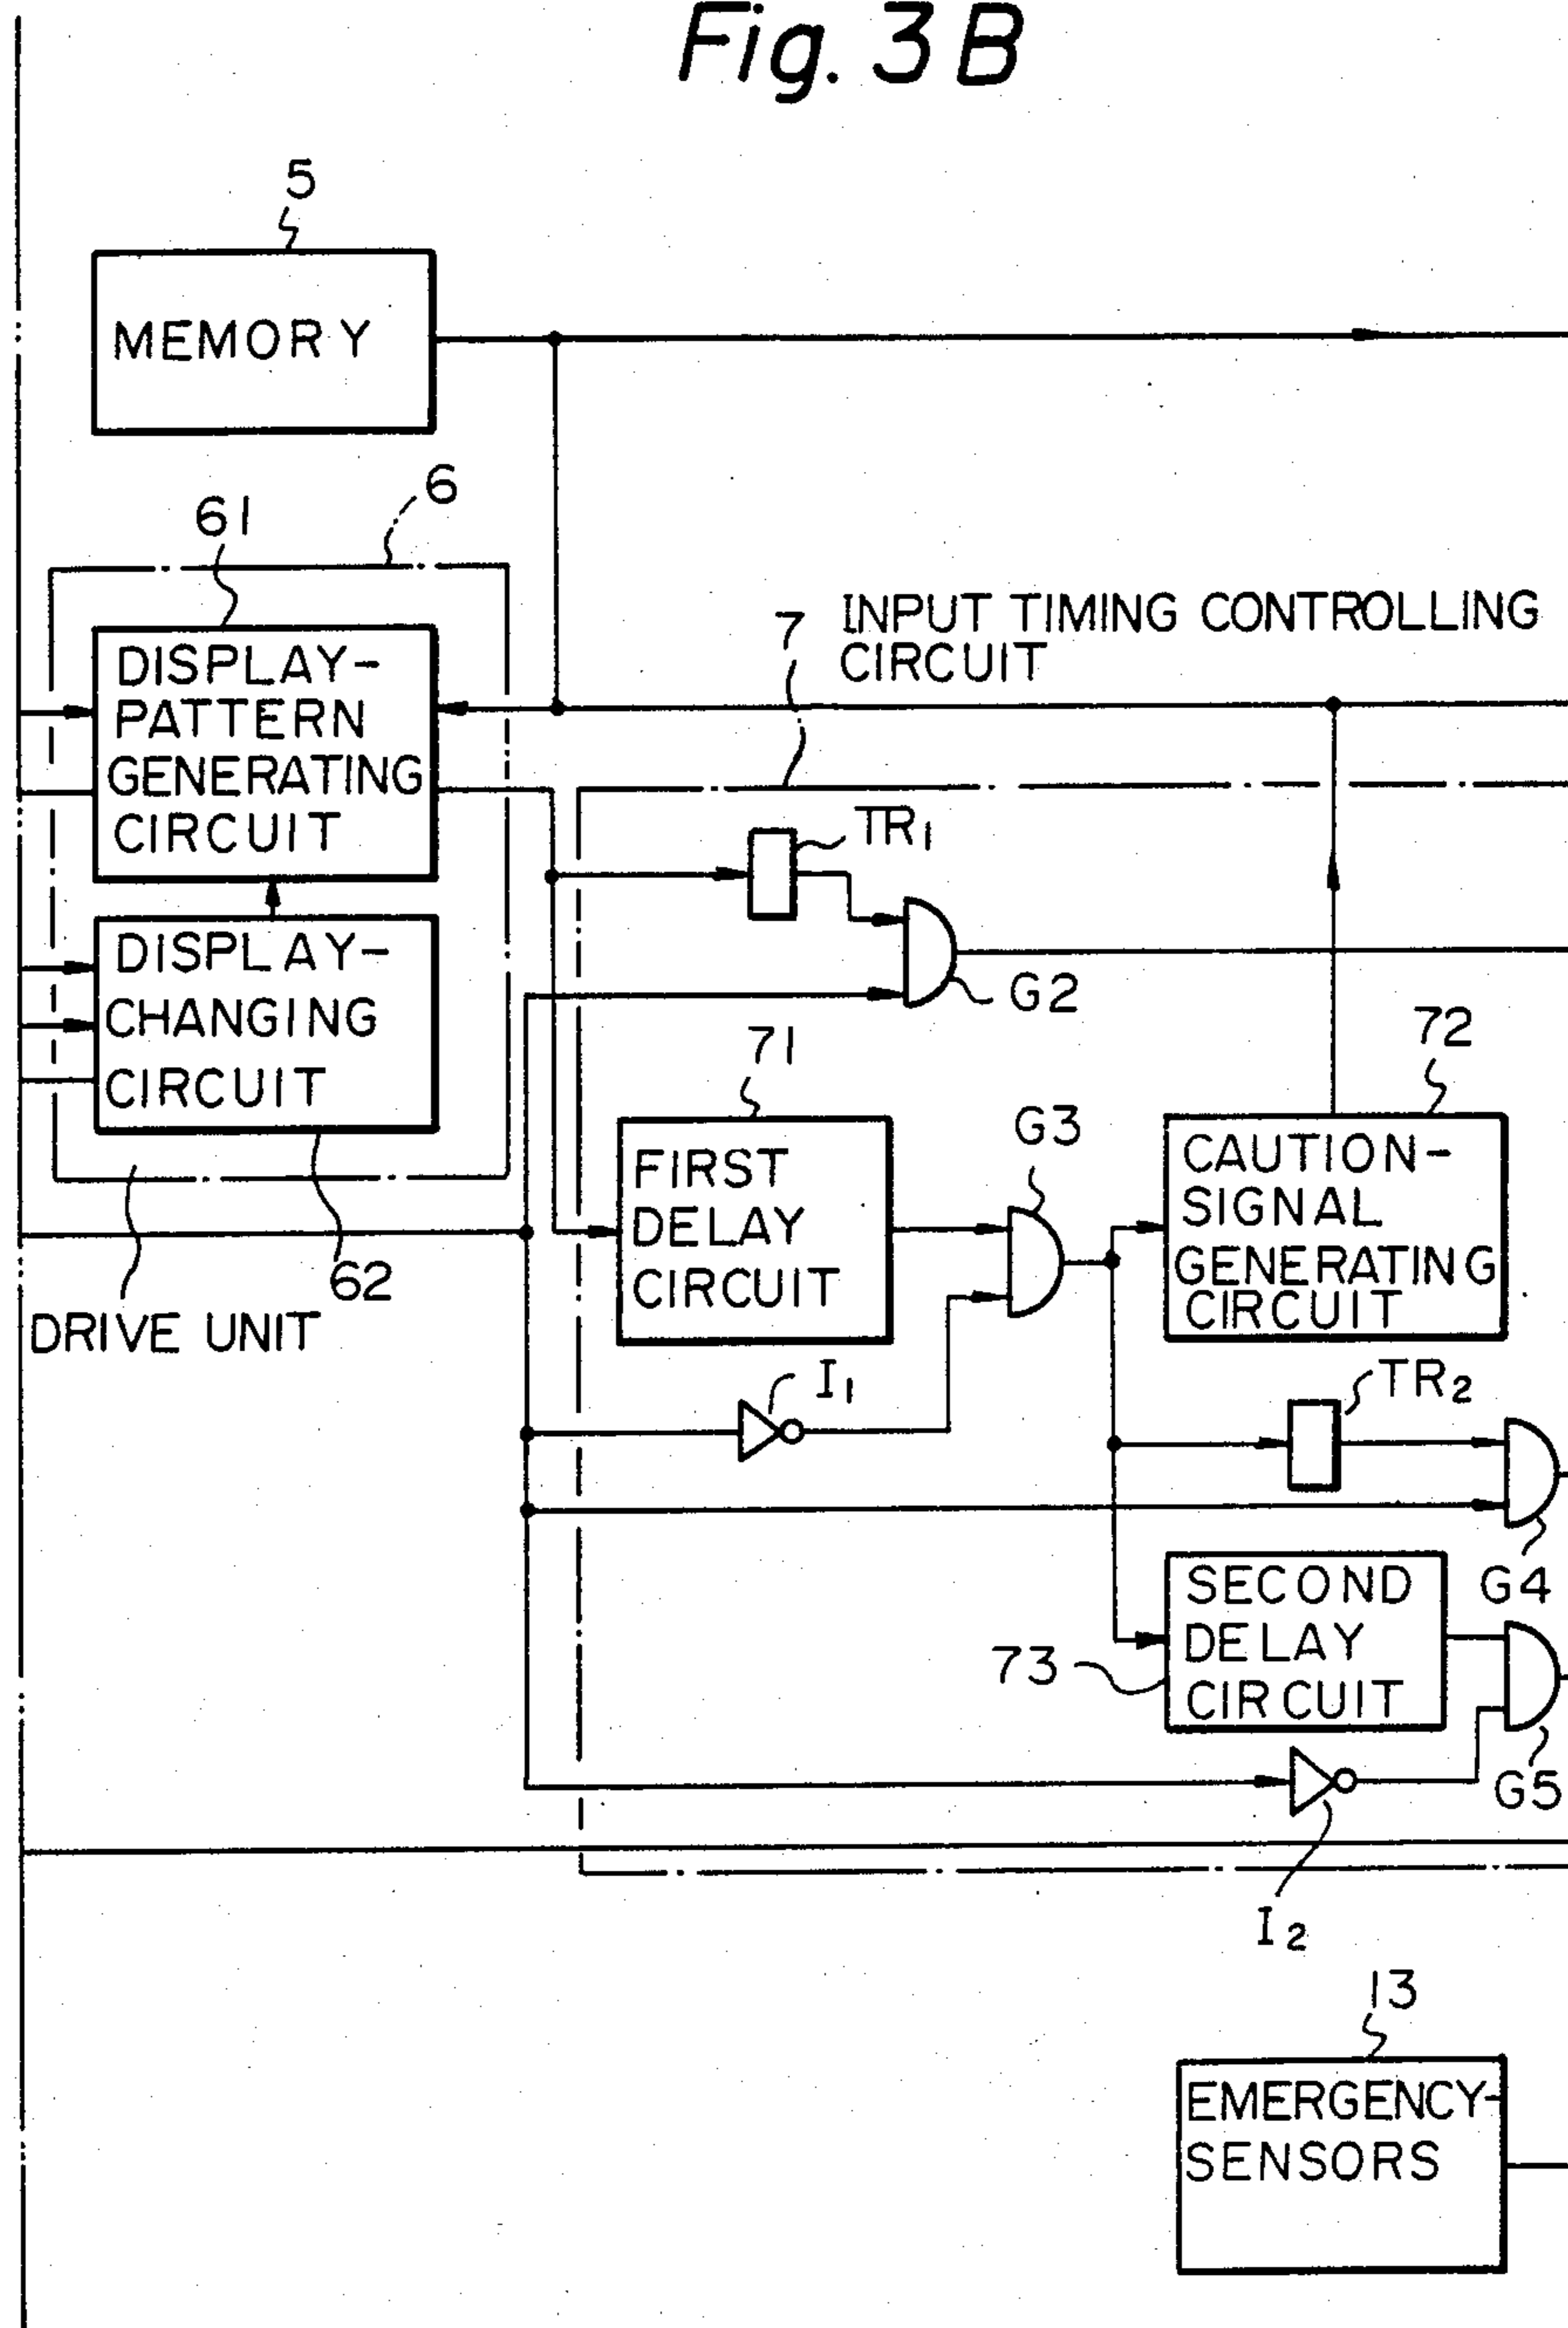 Fig. 3B
5
MEMORY
6
61
DISPLAY-
PATTERN
GENERATING
CIRCUIT
7
INPUT TIMING CONTROLLING
CIRCUIT
TR1
DISPLAY-
CHANGING
CIRCUIT
G2
71
72
FIRST
DELAY
CIRCUIT
G3
CAUTION-
SIGNAL
GENERATING
CIRCUIT
62
DRIVE UNIT
I1
TR2
G4
SECOND
DELAY
CIRCUIT
73
G5
I2
13
EMERGENCY-
SENSORS